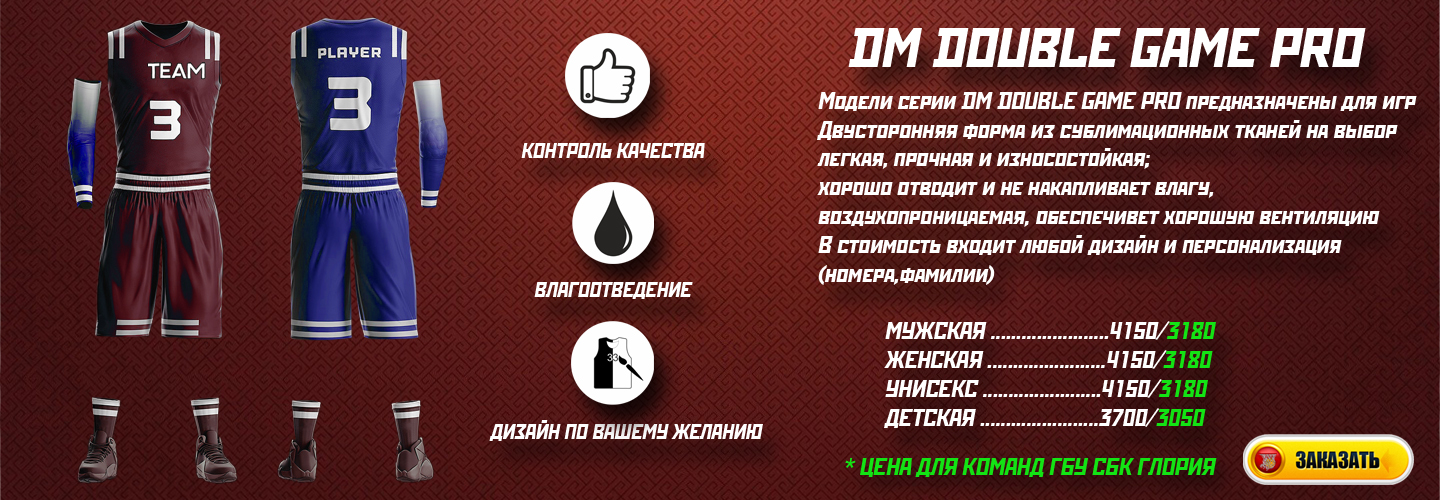 TEAM
3
PLAYER
3
КОНТРОЛЬ КАЧЕСТВА
ВЛАГООТВЕДЕНИЕ
33
ДИЗАЙН ПО ВАШЕМУ ЖЕЛАНИЮ
DM DOUBLE GAME PRO
Модели серии DM DOUBLE GAME PRO предназначены для игр
Двусторонняя форма из сублимационных тканей на выбор
легкая, прочная и износостойкая;
хорошо отводит и не накапливает влагу,
воздухопроницаемая, обеспечивет хорошую вентиляцию
В стоимость входит любой дизайн и персонализация
(номера,фамилии)
МУЖСКАЯ ........................4150/3180
ЖЕНСКАЯ ........................4150/3180
УНИСЕКС ........................4150/3180
ДЕТСКАЯ ........................3700/3050
* ЦЕНА ДЛЯ КОМАНД ГБУ СБК ГЛОРИЯ
ЗАКАЗАТЬ